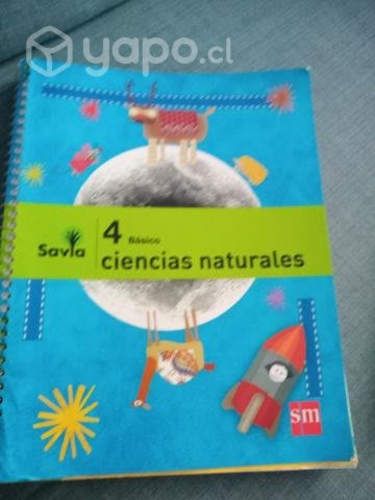 yapo.cl
Savia
4 Básico
ciencias naturales
sm